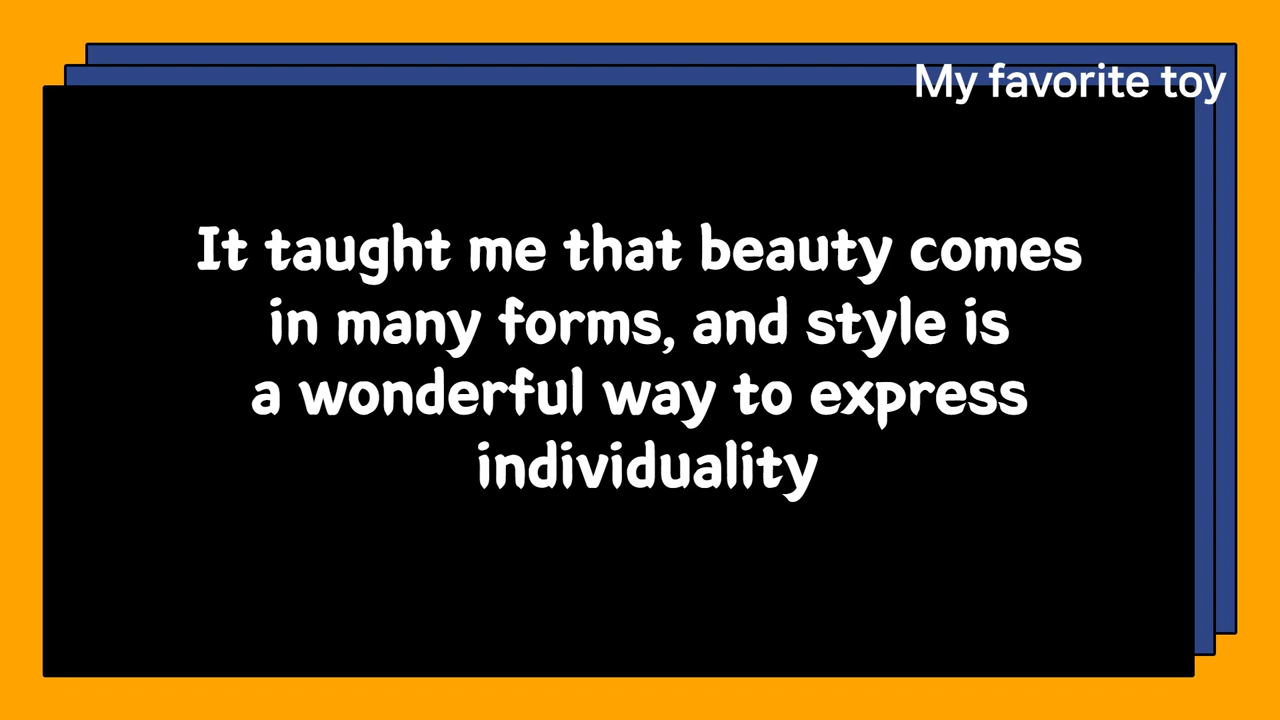 My favorite toy
It taught me that beauty comes
in many forms, and style is
a wonderful way to express
individuality